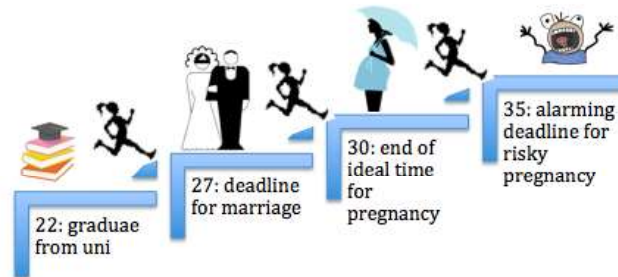 22: graduae
from uni
27: deadline
for marriage
30: end of
ideal time
for
pregnancy
35: alarming
deadline for
risky
pregnancy